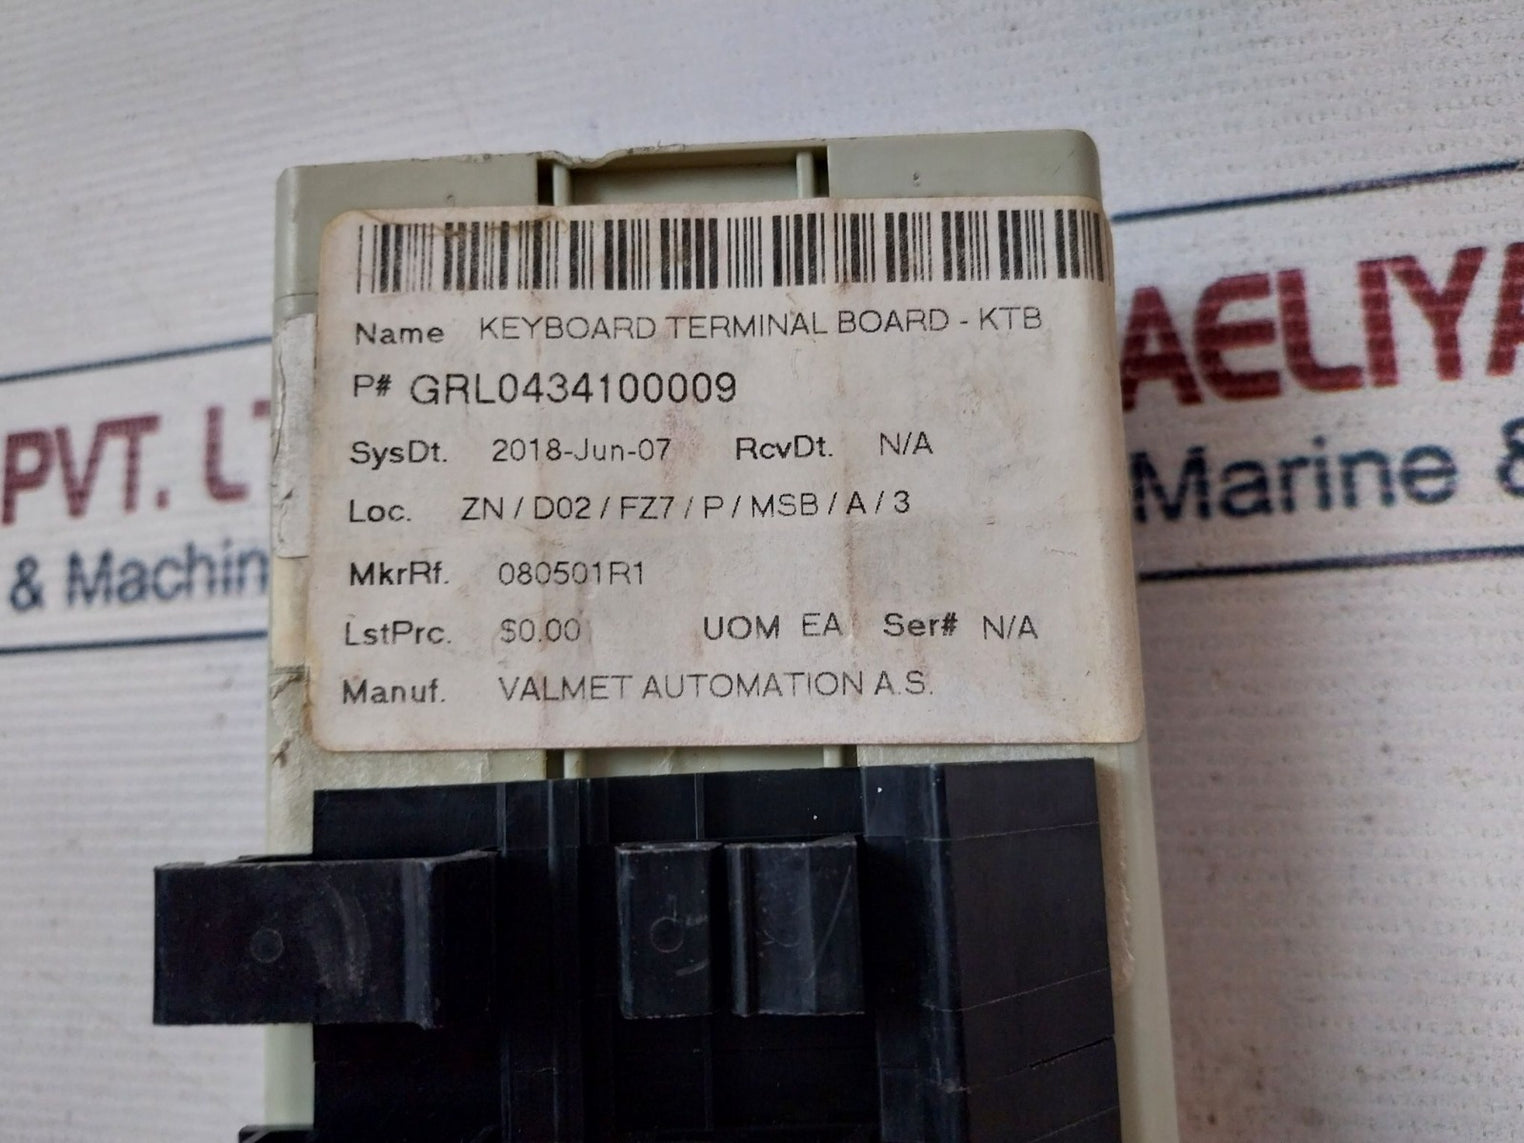 Name KEYBOARD TERMINAL BOARD - KTB
P# GRL0434100009
SysDt. 2018-Jun-07 RcvDt. N/A
Loc. ZN / D02 / FZ7 / P / MSB / A / 3
MkrRf. 080501R1
LstPrc. $0.00 UOM EA Ser# N/A
Manuf. VALMET AUTOMATION A.S.
PVT. L
& Machin
AELIYA
Marine &